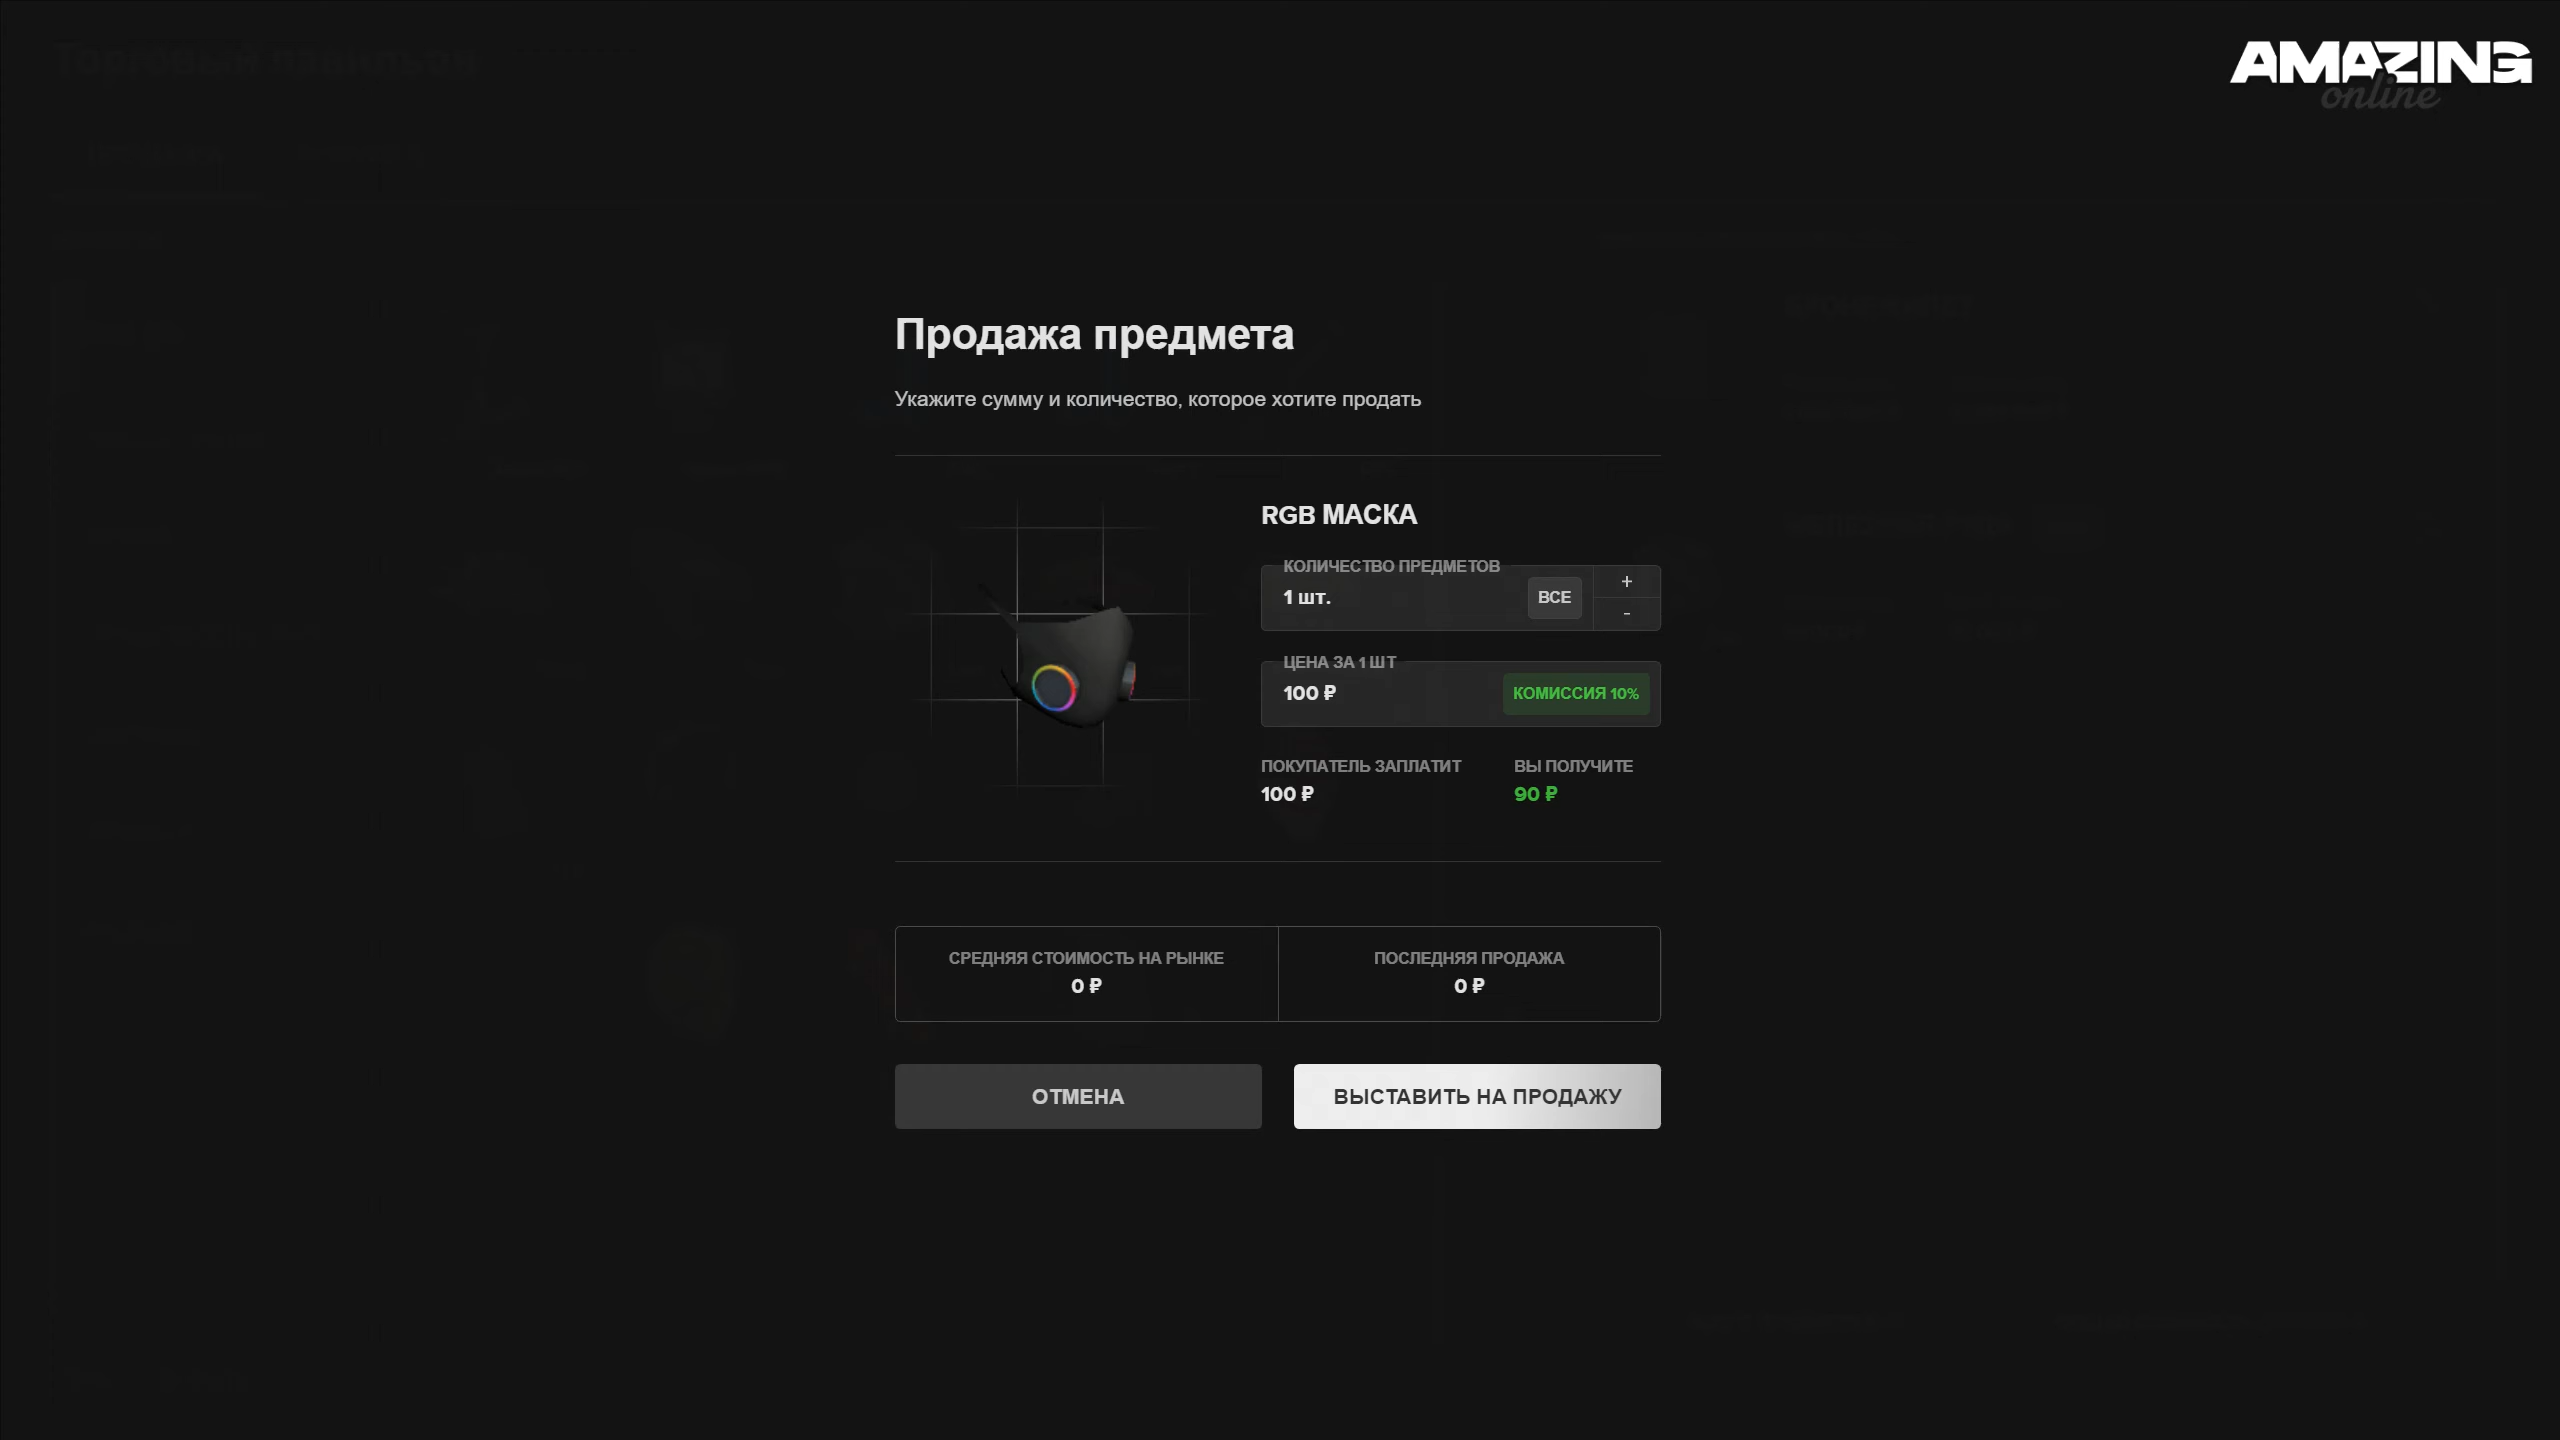 AMAZING
online
Продажа предмета
Укажите сумму и количество, которое хотите продать
RGB МАСКА
КОЛИЧЕСТВО ПРЕДМЕТОВ
1 шт.
ВСЕ
+
-
ЦЕНА ЗА 1 ШТ
100 ₽
КОМИССИЯ 10%
ПОКУПАТЕЛЬ ЗАПЛАТИТ
ВЫ ПОЛУЧИТЕ
100 ₽
90 ₽
СРЕДНЯЯ СТОИМОСТЬ НА РЫНКЕ
0 ₽
ПОСЛЕДНЯЯ ПРОДАЖА
0 ₽
ОТМЕНА
ВЫСТАВИТЬ НА ПРОДАЖУ